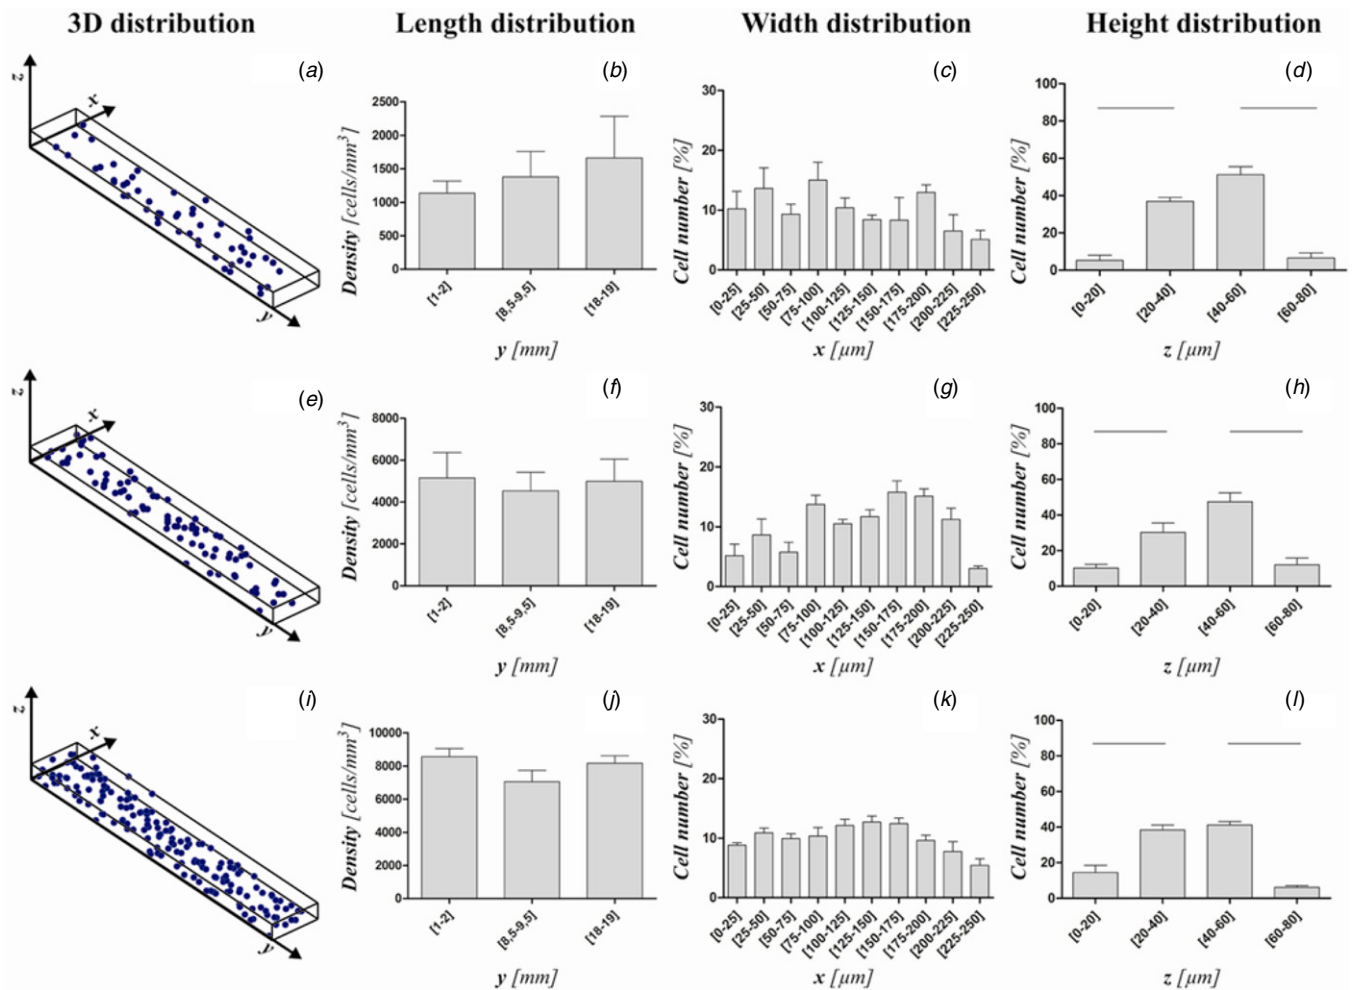 3D distribution Length distribution Width distribution Height distribution
(a) (b) (c) (d)
z x y
Density [cells/mm³]
2500
2000
1500
1000
500
0
[1-2] [8,5-9,5] [18-19]
y [mm]
Cell number [%]
30
20
10
0
[0-25] [25-50] [50-75] [75-100] [100-125] [125-150] [150-175] [175-200] [200-225] [225-250]
x [µm]
Cell number [%]
100
80
60
40
20
0
[0-20] [20-40] [40-60] [60-80]
z [µm]
(e) (f) (g) (h)
z x y
Density [cells/mm³]
8000
6000
4000
2000
0
[1-2] [8,5-9,5] [18-19]
y [mm]
Cell number [%]
30
20
10
0
[0-25] [25-50] [50-75] [75-100] [100-125] [125-150] [150-175] [175-200] [200-225] [225-250]
x [µm]
Cell number [%]
100
80
60
40
20
0
[0-20] [20-40] [40-60] [60-80]
z [µm]
(i) (j) (k) (l)
z x y
Density [cells/mm³]
10000
8000
6000
4000
2000
0
[1-2] [8,5-9,5] [18-19]
y [mm]
Cell number [%]
30
20
10
0
[0-25] [25-50] [50-75] [75-100] [100-125] [125-150] [150-175] [175-200] [200-225] [225-250]
x [µm]
Cell number [%]
100
80
60
40
20
0
[0-20] [20-40] [40-60] [60-80]
z [µm]